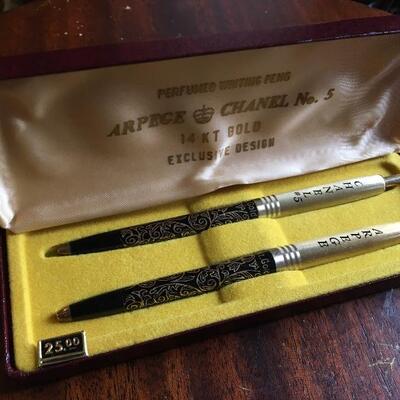 PERFUMED WRITING PENS
ARPEGE CHANEL No. 5
14 KT GOLD
EXCLUSIVE DESIGN
CHANEL
#5
ARPEGE
25.00